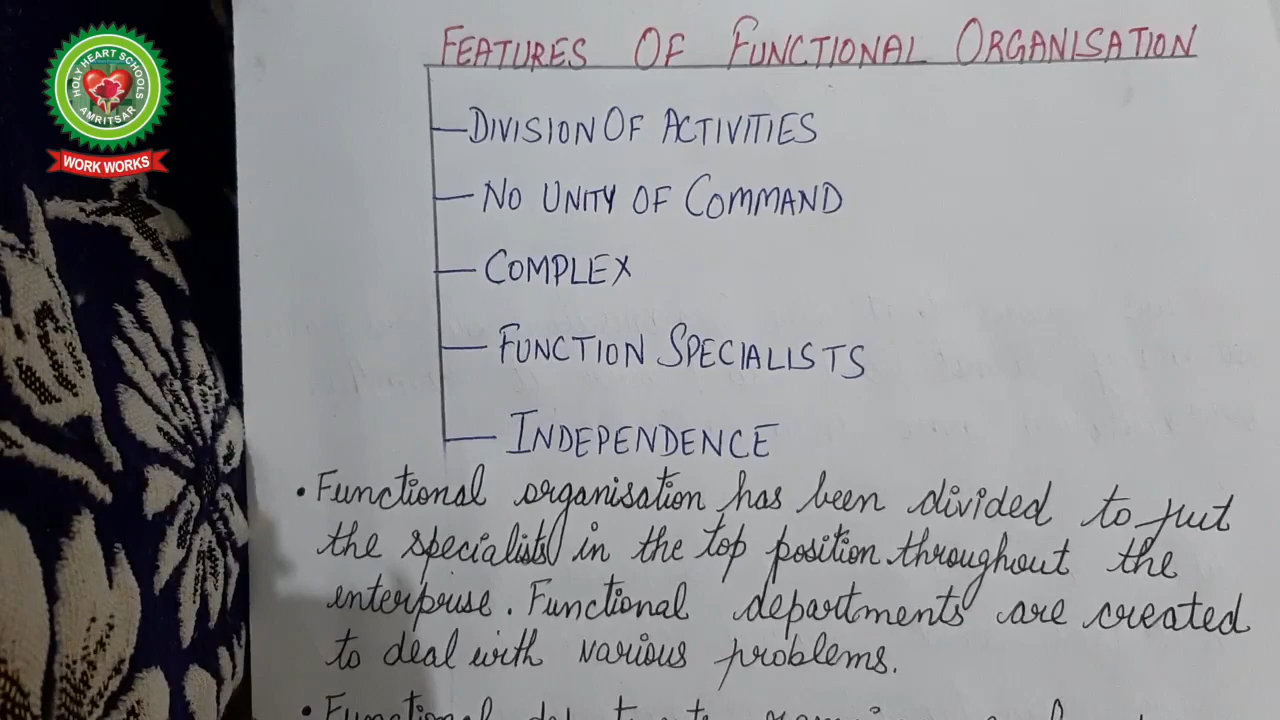 HOLY HEART SCHOOLS
AMRITSAR
WORK WORKS
FEATURES OF FUNCTIONAL ORGANISATION
DIVISION OF ACTIVITIES
NO UNITY OF COMMAND
COMPLEX
FUNCTION SPECIALISTS
INDEPENDENCE
• Functional organisation has been divided to put
the specialists in the top position throughout the
enterprise. Functional departments are created
to deal with various problems.
• Functional